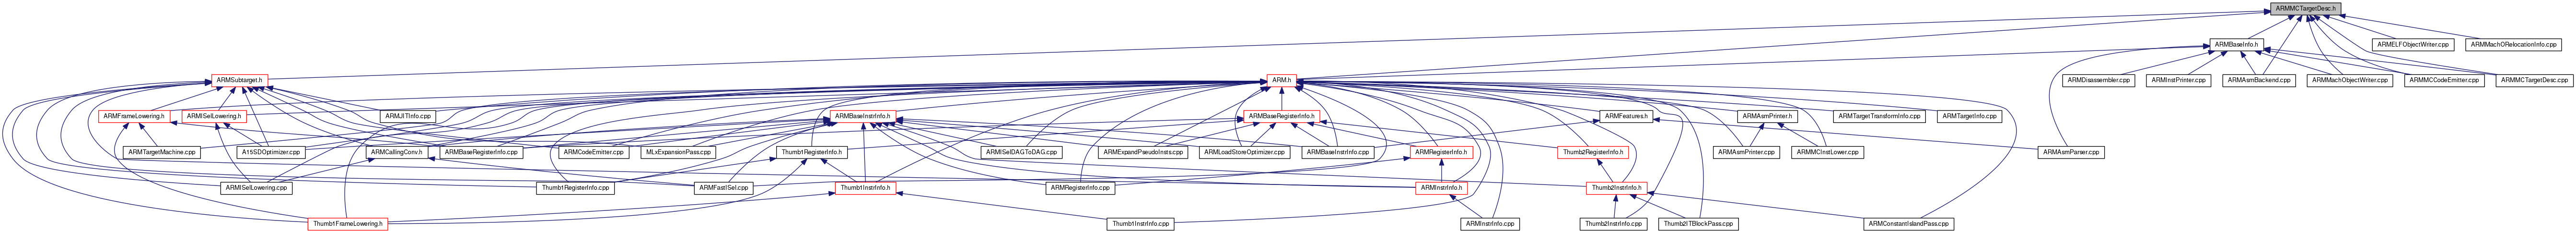 ARMMCTargetDesc.h
ARMBaseInfo.h
ARMELFObjectWriter.cpp
ARMMachORelocationInfo.cpp
ARMSubtarget.h
ARM.h
ARMDisassembler.cpp
ARMInstPrinter.cpp
ARMAsmBackend.cpp
ARMMachObjectWriter.cpp
ARMMCCodeEmitter.cpp
ARMMCTargetDesc.cpp
ARMFrameLowering.h
ARMISelLowering.h
ARMJITInfo.cpp
ARMBaseInstrInfo.h
ARMBaseRegisterInfo.h
ARMFeatures.h
ARMAsmPrinter.h
ARMTargetTransformInfo.cpp
ARMTargetInfo.cpp
ARMTargetMachine.cpp
A15SDOptimizer.cpp
ARMCallingConv.h
ARMBaseRegisterInfo.cpp
ARMCodeEmitter.cpp
MLxExpansionPass.cpp
Thumb1RegisterInfo.h
ARMISelDAGToDAG.cpp
ARMExpandPseudoInsts.cpp
ARMLoadStoreOptimizer.cpp
ARMBaseInstrInfo.cpp
ARMRegisterInfo.h
Thumb2RegisterInfo.h
ARMAsmPrinter.cpp
ARMMCInstLower.cpp
ARMAsmParser.cpp
ARMISelLowering.cpp
Thumb1RegisterInfo.cpp
ARMFastISel.cpp
Thumb1InstrInfo.h
ARMRegisterInfo.cpp
ARMInstrInfo.h
Thumb2InstrInfo.h
Thumb1FrameLowering.h
Thumb1InstrInfo.cpp
ARMInstrInfo.cpp
Thumb2InstrInfo.cpp
Thumb2ITBlockPass.cpp
ARMConstantIslandPass.cpp